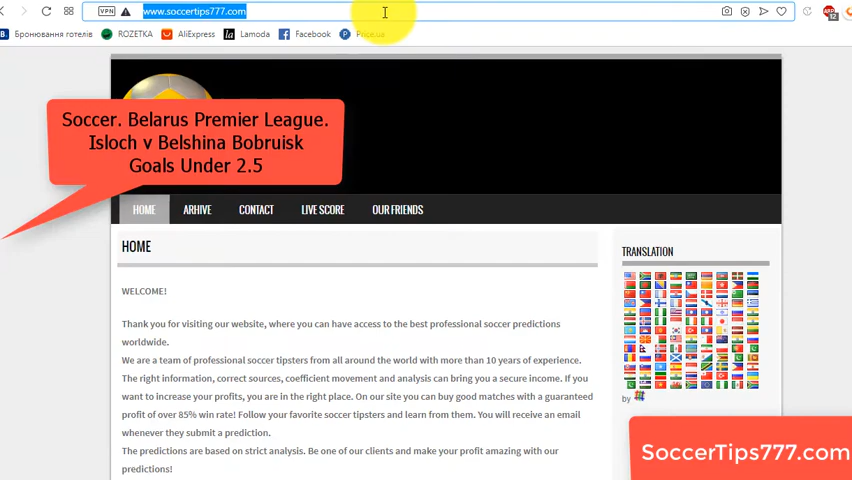 VPN
www.soccertips777.com
12
B. Бронювання готелів
ROZETKA
AliExpress
la Lamoda
Facebook
P Price.ua
Soccer. Belarus Premier League.
Isloch v Belshina Bobruisk
Goals Under 2.5
HOME
ARHIVE
CONTACT
LIVE SCORE
OUR FRIENDS
HOME
TRANSLATION
WELCOME!
Thank you for visiting our website, where you can have access to the best professional soccer predictions
worldwide.
We are a team of professional soccer tipsters from all around the world with more than 10 years of experience.
The right information, correct sources, coefficient movement and analysis can bring you a secure income. If you
want to increase your profits, you are in the right place. On our site you can buy good matches with a guaranteed
profit of over 85% win rate! Follow your favorite soccer tipsters and learn from them. You will receive an email
whenever they submit a prediction.
The predictions are based on strict analysis. Be one of our clients and make your profit amazing with our
predictions!
by
SoccerTips777.com